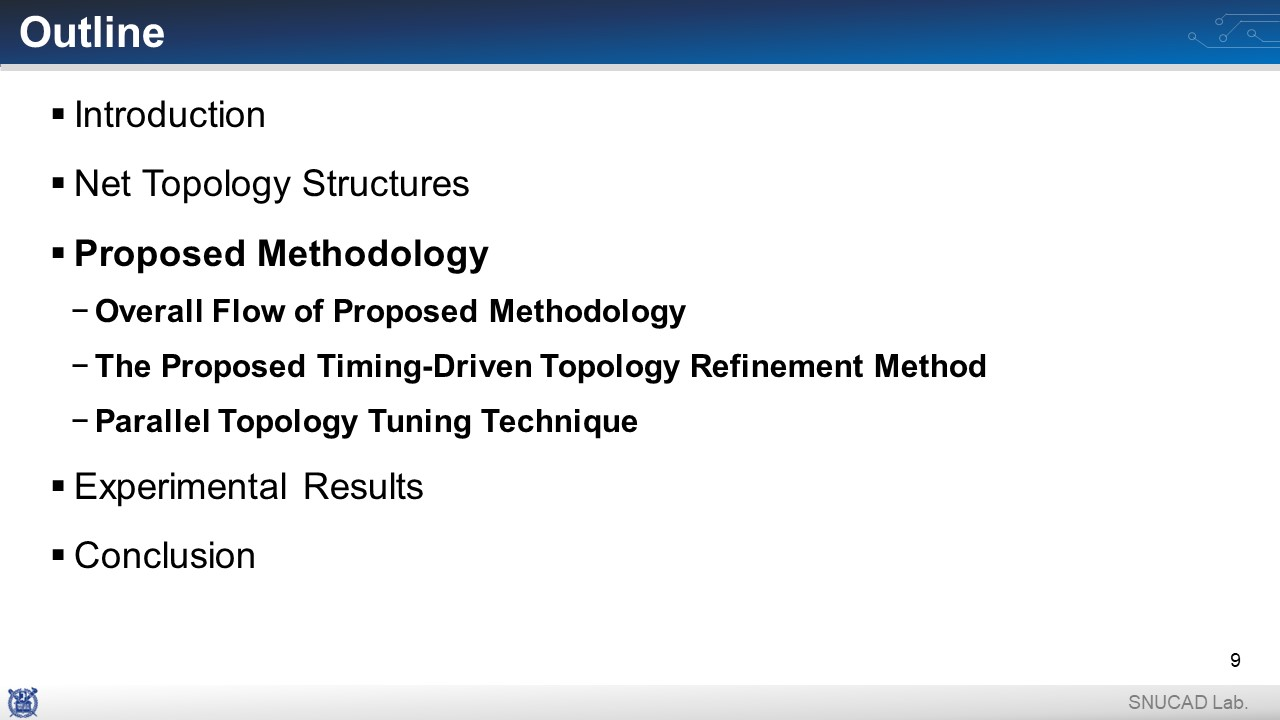 Outline
▪ Introduction
▪ Net Topology Structures
▪ Proposed Methodology
− Overall Flow of Proposed Methodology
− The Proposed Timing-Driven Topology Refinement Method
− Parallel Topology Tuning Technique
▪ Experimental Results
▪ Conclusion
9
SNUCAD Lab.